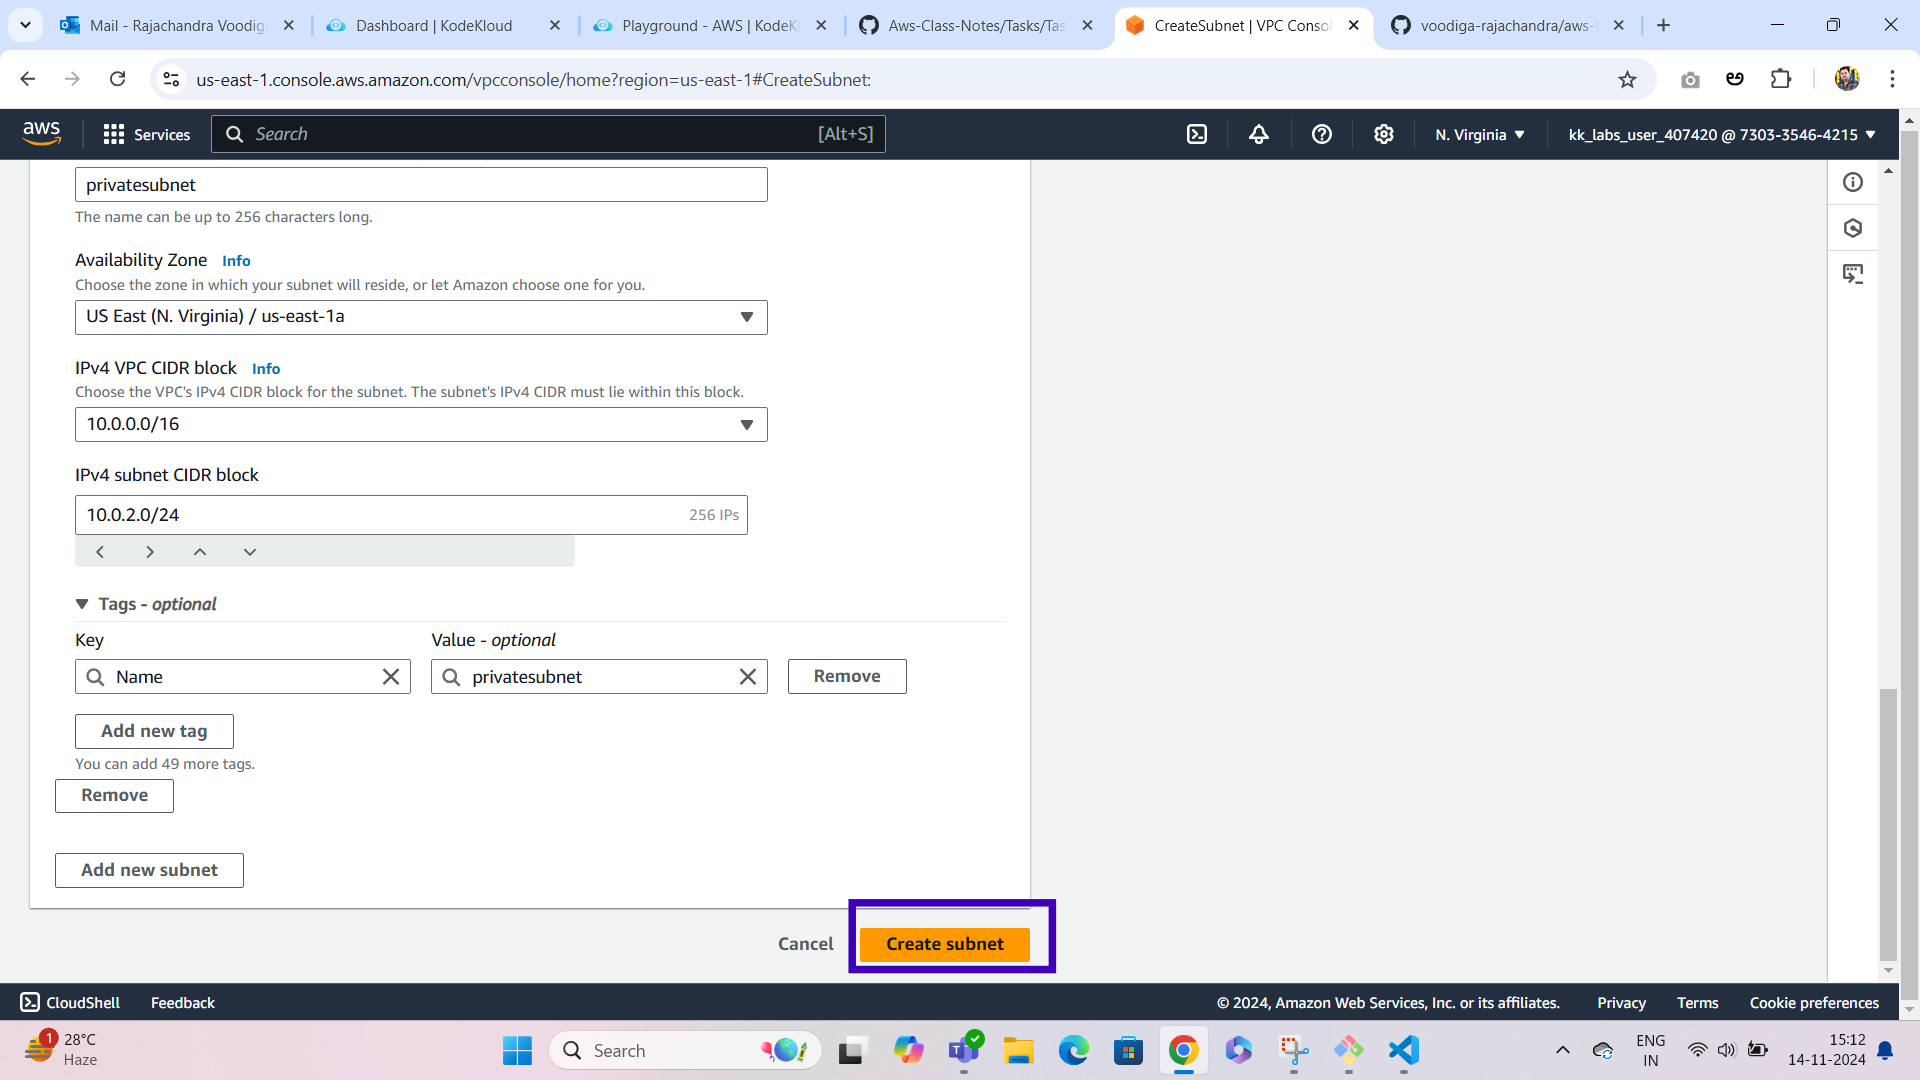 Mail - Rajachandra Voodig
Dashboard | KodeKloud
Playground - AWS | KodeK
Aws-Class-Notes/Tasks/Tas
CreateSubnet | VPC Consol
voodiga-rajachandra/aws-
us-east-1.console.aws.amazon.com/vpcconsole/home?region=us-east-1#CreateSubnet:
aws
Services
Search
[Alt+S]
N. Virginia
kk_labs_user_407420 @ 7303-3546-4215
privatesubnet
The name can be up to 256 characters long.
Availability Zone Info
Choose the zone in which your subnet will reside, or let Amazon choose one for you.
US East (N. Virginia) / us-east-1a
IPv4 VPC CIDR block Info
Choose the VPC's IPv4 CIDR block for the subnet. The subnet's IPv4 CIDR must lie within this block.
10.0.0.0/16
IPv4 subnet CIDR block
10.0.2.0/24
256 IPs
Tags - optional
Key
Value - optional
Name
privatesubnet
Remove
Add new tag
You can add 49 more tags.
Remove
Add new subnet
Cancel
Create subnet
CloudShell
Feedback
© 2024, Amazon Web Services, Inc. or its affiliates.
Privacy
Terms
Cookie preferences
1
28°C
Haze
Search
ENG
IN
15:12
14-11-2024